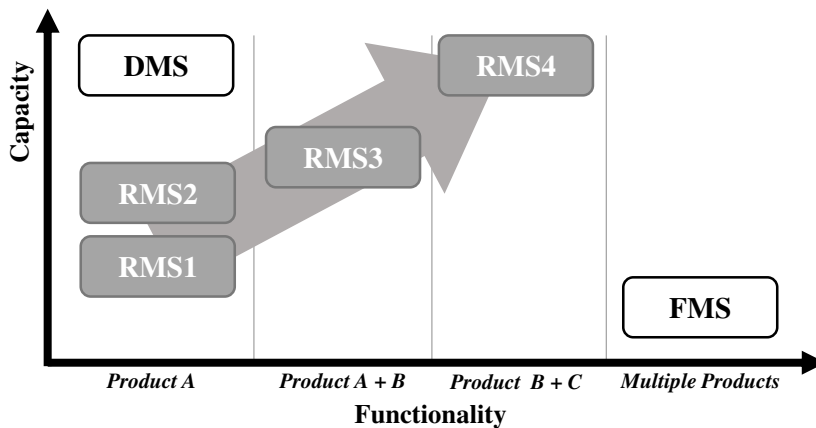 Capacity
DMS
RMS4
RMS3
RMS2
RMS1
FMS
Product A
Product A + B
Product B + C
Multiple Products
Functionality